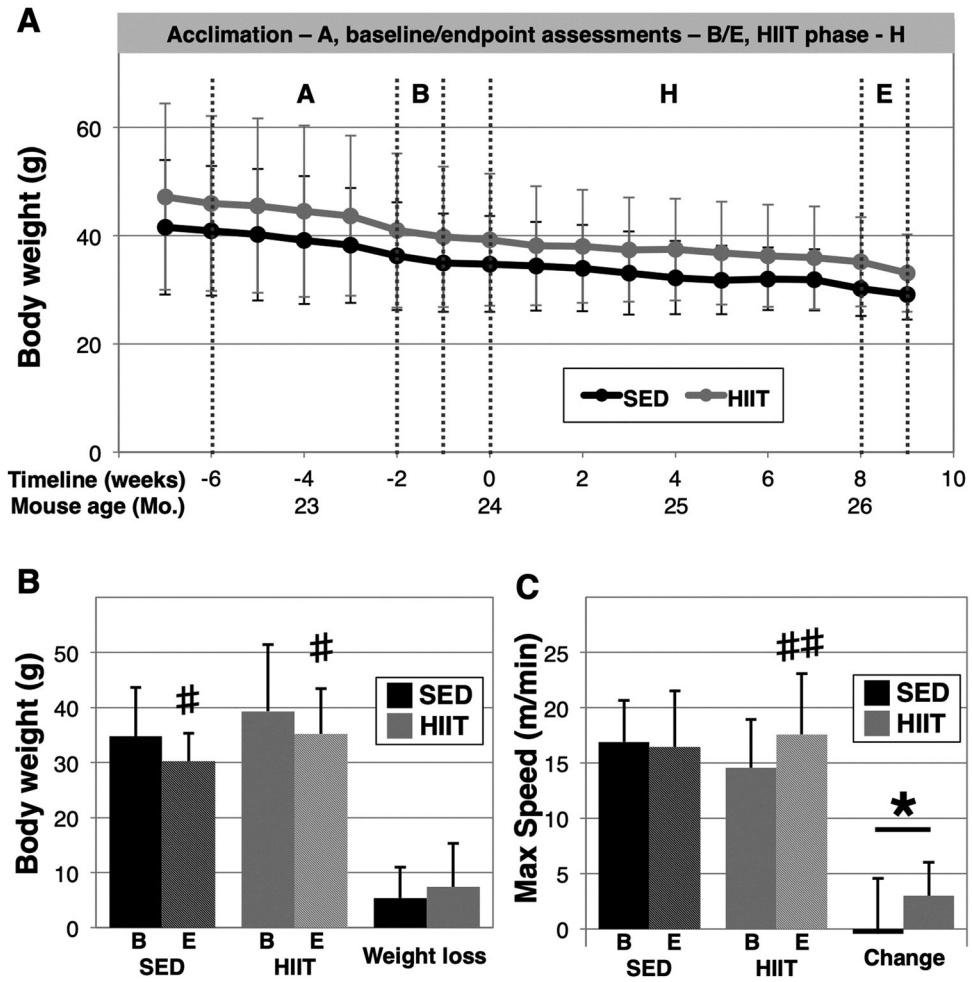 A
Acclimation – A, baseline/endpoint assessments – B/E, HIIT phase - H
A B H E
Body weight (g)
60
40
20
0
SED HIIT
Timeline (weeks) -6 -4 -2 0 2 4 6 8 10
Mouse age (Mo.) 23 24 25 26
B
Body weight (g)
50
40
30
20
10
0
#
#
SED
HIIT
B E B E
SED HIIT Weight loss
C
Max Speed (m/min)
25
20
15
10
5
0
##
SED
HIIT
*
B E B E
SED HIIT Change